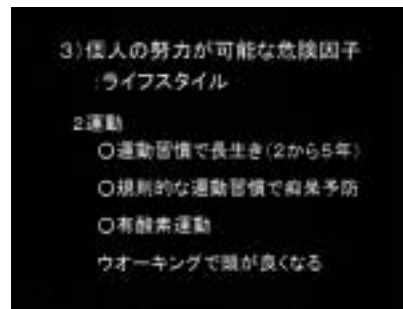 3)個人の努力が可能な危険因子
:ライフスタイル
2運動
○運動習慣で長生き(2から5年)
○規則的な運動習慣で痴呆予防
○有酸素運動
ウオーキングで頭が良くなる